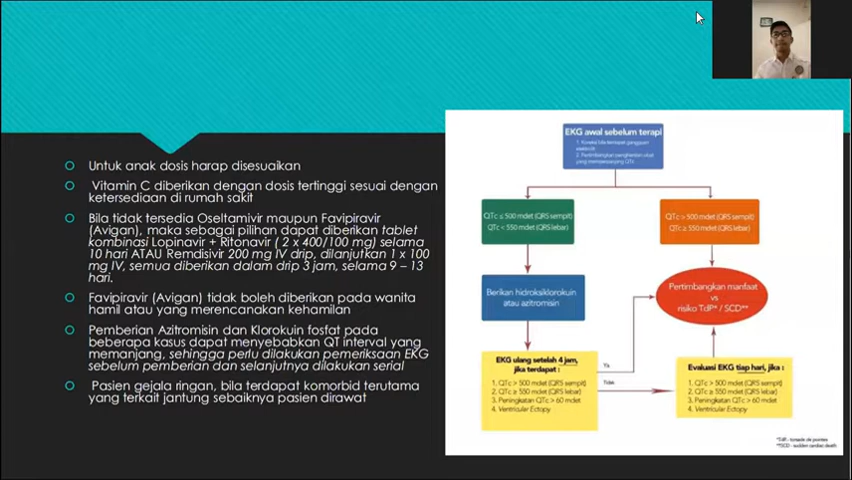 Untuk anak dosis harap disesuaikan
Vitamin C diberikan dengan dosis tertinggi sesuai dengan
ketersediaan di rumah sakit
Bila tidak tersedia Oseltamivir maupun Favipiravir
(Avigan), maka sebagai pilihan dapat diberikan tablet
kombinasi Lopinavir + Ritonavir ( 2 x 400/100 mg) selama
10 hari ATAU Remdisivir 200 mg IV drip, dilanjutkan 1 x 100
mg IV, semua diberikan dalam drip 3 jam, selama 9 – 13
hari.
Favipiravir (Avigan) tidak boleh diberikan pada wanita
hamil atau yang merencanakan kehamilan
Pemberian Azitromisin dan Klorokuin fosfat pada
beberapa kasus dapat menyebabkan QT interval yang
memanjang, sehingga perlu dilakukan pemeriksaan EKG
sebelum pemberian dan selanjutnya dilakukan serial
Pasien gejala ringan, bila terdapat komorbid terutama
yang terkait jantung sebaiknya pasien dirawat
EKG awal sebelum terapi
1. Koreksi bila terdapat gangguan
elektrolit
2. Pertimbangkan penghentian obat
yang memperpanjang QTc
QTc ≤ 500 mdet (QRS sempit)
QTc < 550 mdet (QRS lebar)
QTc > 500 mdet (QRS sempit)
QTc ≥ 550 mdet (QRS lebar)
Berikan hidroksiklorokuin
atau azitromisin
Pertimbangkan manfaat
vs
risiko TdP* / SCD**
EKG ulang setelah 4 jam,
jika terdapat :
1. QTc > 500 mdet (QRS sempit)
2. QTc ≥ 550 mdet (QRS lebar)
3. Peningkatan QTc > 60 mdet
4. Ventricular Ectopy
Ya
Tidak
Evaluasi EKG tiap hari, jika :
1. QTc > 500 mdet (QRS sempit)
2. QTc ≥ 550 mdet (QRS lebar)
3. Peningkatan QTc > 60 mdet
4. Ventricular Ectopy
*TdP - torsade de pointes
**SCD - sudden cardiac death